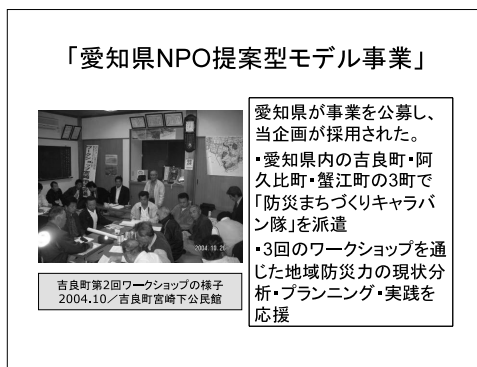 「愛知県NPO提案型モデル事業」
愛知県が事業を公募し、
当企画が採用された。
・愛知県内の吉良町・阿
久比町・蟹江町の3町で
「防災まちづくりキャラバ
ン隊」を派遣
・3回のワークショップを通
じた地域防災力の現状分
析・プランニング・実践を
応援
吉良町第2回ワークショップの様子
2004.10／吉良町宮崎下公民館